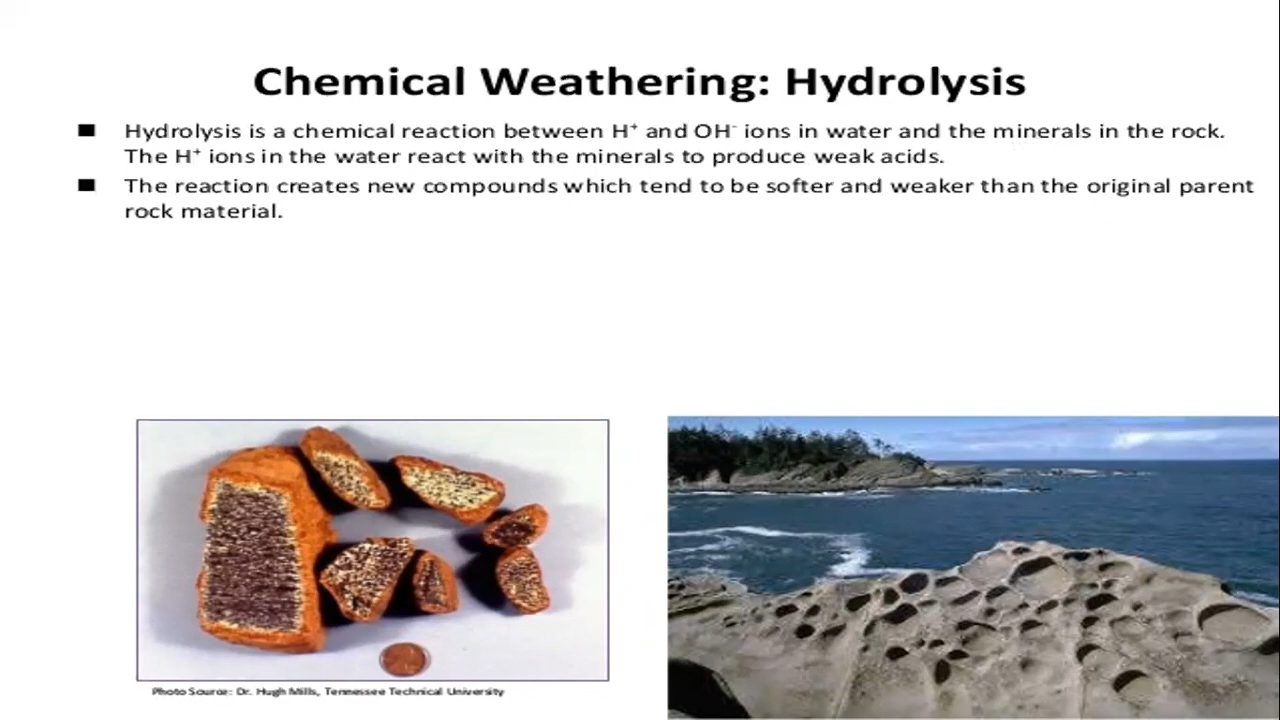 Chemical Weathering: Hydrolysis
■ Hydrolysis is a chemical reaction between H⁺ and OH⁻ ions in water and the minerals in the rock.
The H⁺ ions in the water react with the minerals to produce weak acids.
■ The reaction creates new compounds which tend to be softer and weaker than the original parent
rock material.
Photo Source: Dr. Hugh Mills, Tennessee Technical University